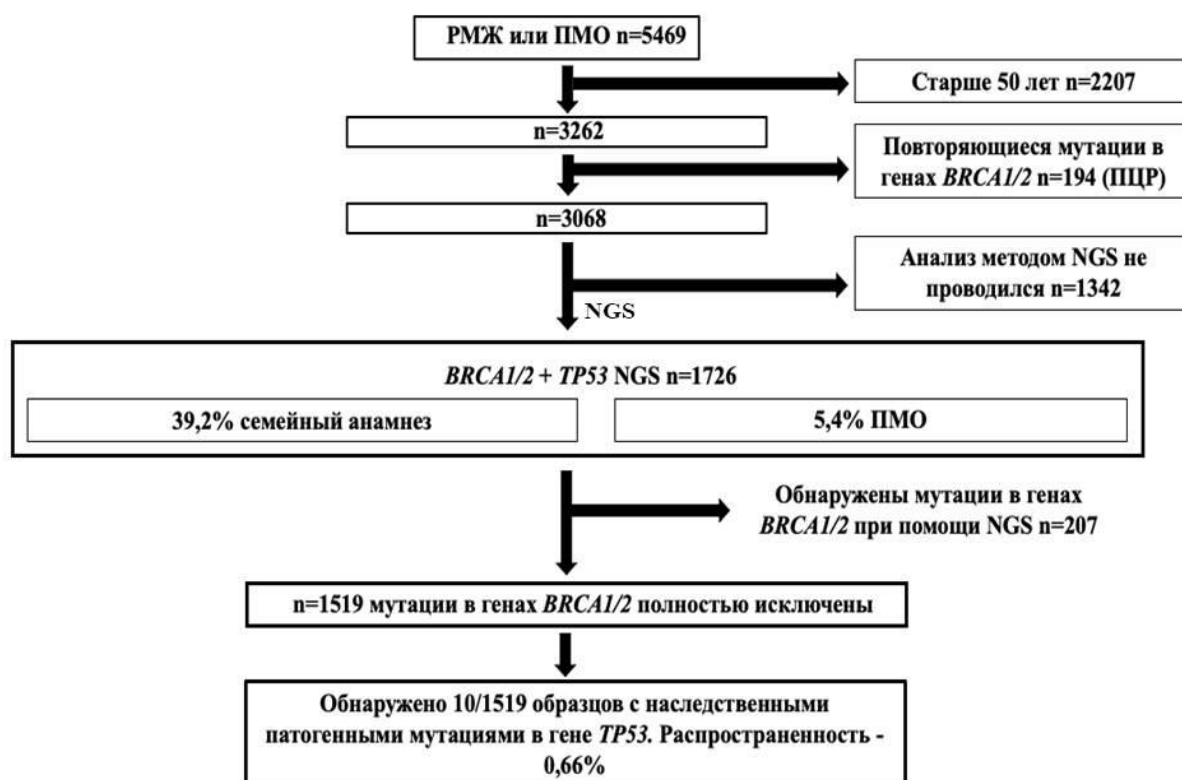 РМЖ или ПМО n=5469
Старше 50 лет n=2207
n=3262
Повторяющиеся мутации в
генах BRCA1/2 n=194 (ПЦР)
n=3068
Анализ методом NGS не
проводился n=1342
NGS
BRCA1/2 + TP53 NGS n=1726
39,2% семейный анамнез
5,4% ПМО
Обнаружены мутации в генах
BRCA1/2 при помощи NGS n=207
n=1519 мутации в генах BRCA1/2 полностью исключены
Обнаружено 10/1519 образцов с наследственными
патогенными мутациями в гене TP53. Распространенность -
0,66%